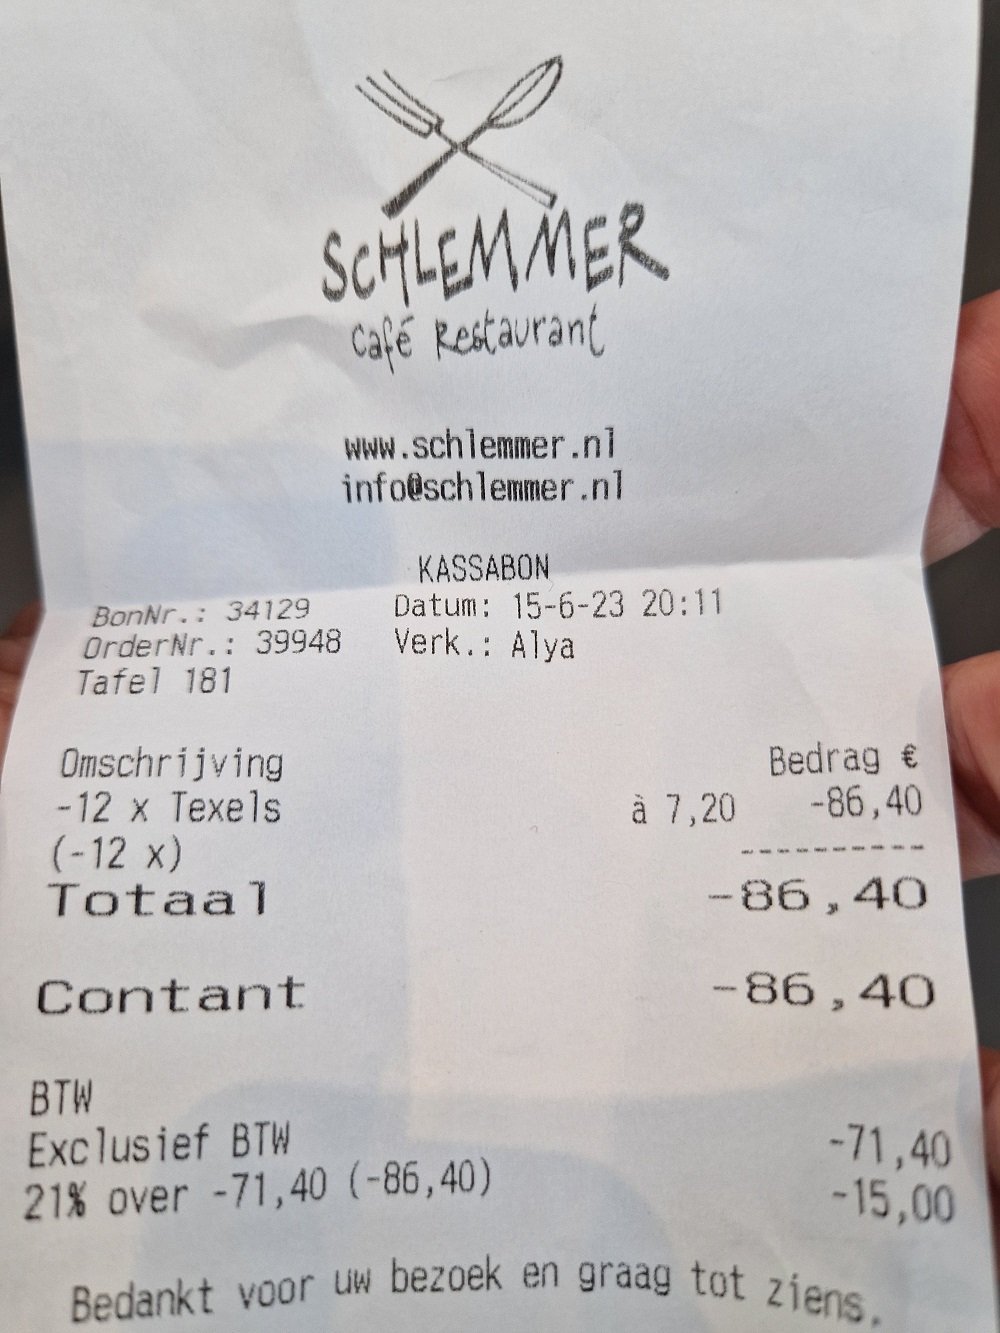 SCHLEMMER
Café Restaurant
www.schlemmer.nl
info@schlemmer.nl
KASSABON
BonNr.: 34129 Datum: 15-6-23 20:11
OrderNr.: 39948 Verk.: Alya
Tafel 181
Omschrijving Bedrag €
-12 x Texels à 7,20 -86,40
(-12 x) ----------
Totaal -86,40
Contant -86,40
BTW
Exclusief BTW -71,40
21% over -71,40 (-86,40) -15,00
Bedankt voor uw bezoek en graag tot ziens.